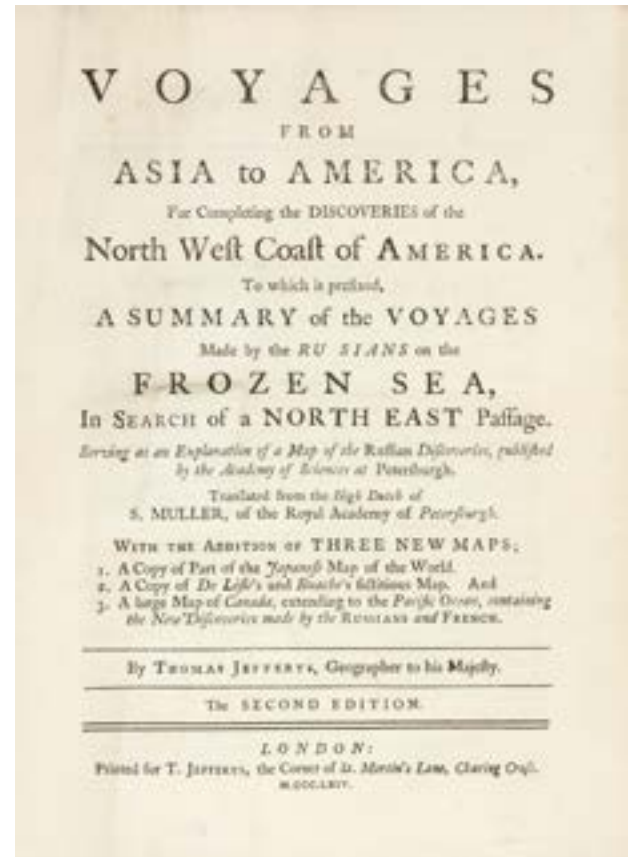 VOYAGES
FROM
ASIA to AMERICA,
For Completing the DISCOVERIES of the
North Weſt Coaſt of AMERICA.
To which is prefixed,
A SUMMARY of the VOYAGES
Made by the RU SIANS on the
FROZEN SEA,
In SEARCH of a NORTH EAST Paſſage.
Serving as an Explanation of a Map of the Ruſſian Diſcoveries, publiſhed
by the Academy of Sciences at Peterſburgh.
Tranſlated from the High Dutch of
S. MULLER, of the Royal Academy of Peterſburgh.
WITH THE ADDITION OF THREE NEW MAPS;
1. A Copy of Part of the Japaneſe Map of the World.
2. A Copy of De Liſle's and Buache's fictitious Map. And
3. A large Map of Canada, extending to the Pacific Ocean, containing
the New Diſcoveries made by the RUSSIANS and FRENCH.
By THOMAS JEFFERYS, Geographer to his Majeſty.
The SECOND EDITION.
LONDON:
Printed for T. JEFFERYS, the Corner of St. Martin's Lane, Charing Croſs.
M.DCC.LXIV.